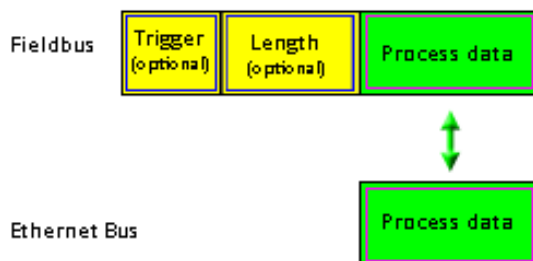 Fieldbus
Trigger
(optional)
Length
(optional)
Process data
Ethernet Bus
Process data